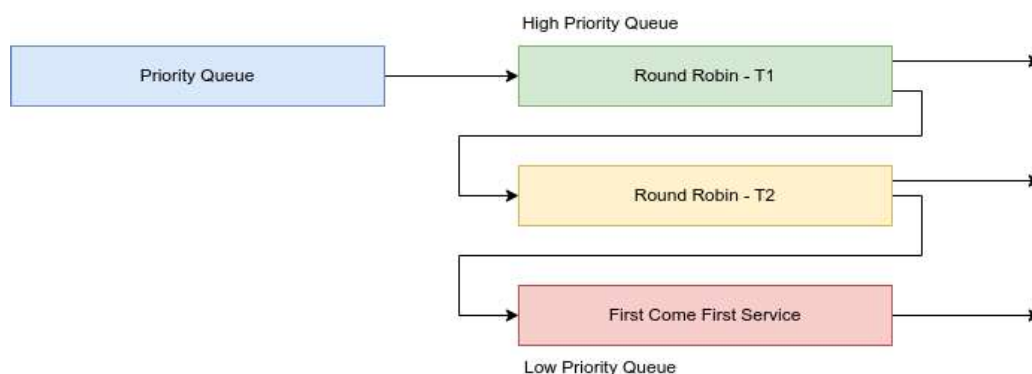 High Priority Queue
Priority Queue
Round Robin - T1
Round Robin - T2
First Come First Service
Low Priority Queue